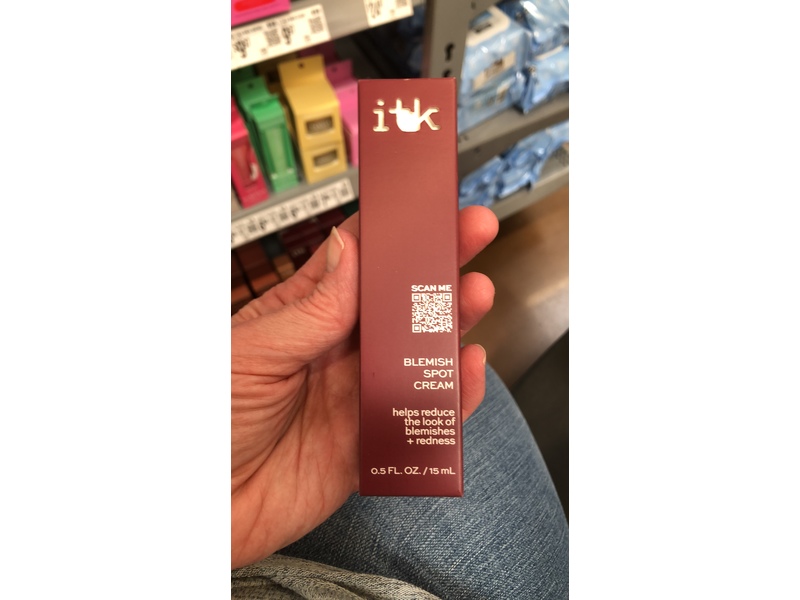 itk
SCAN ME
BLEMISH
SPOT
CREAM
helps reduce
the look of
blemishes
+ redness
0.5 FL. OZ. / 15 mL